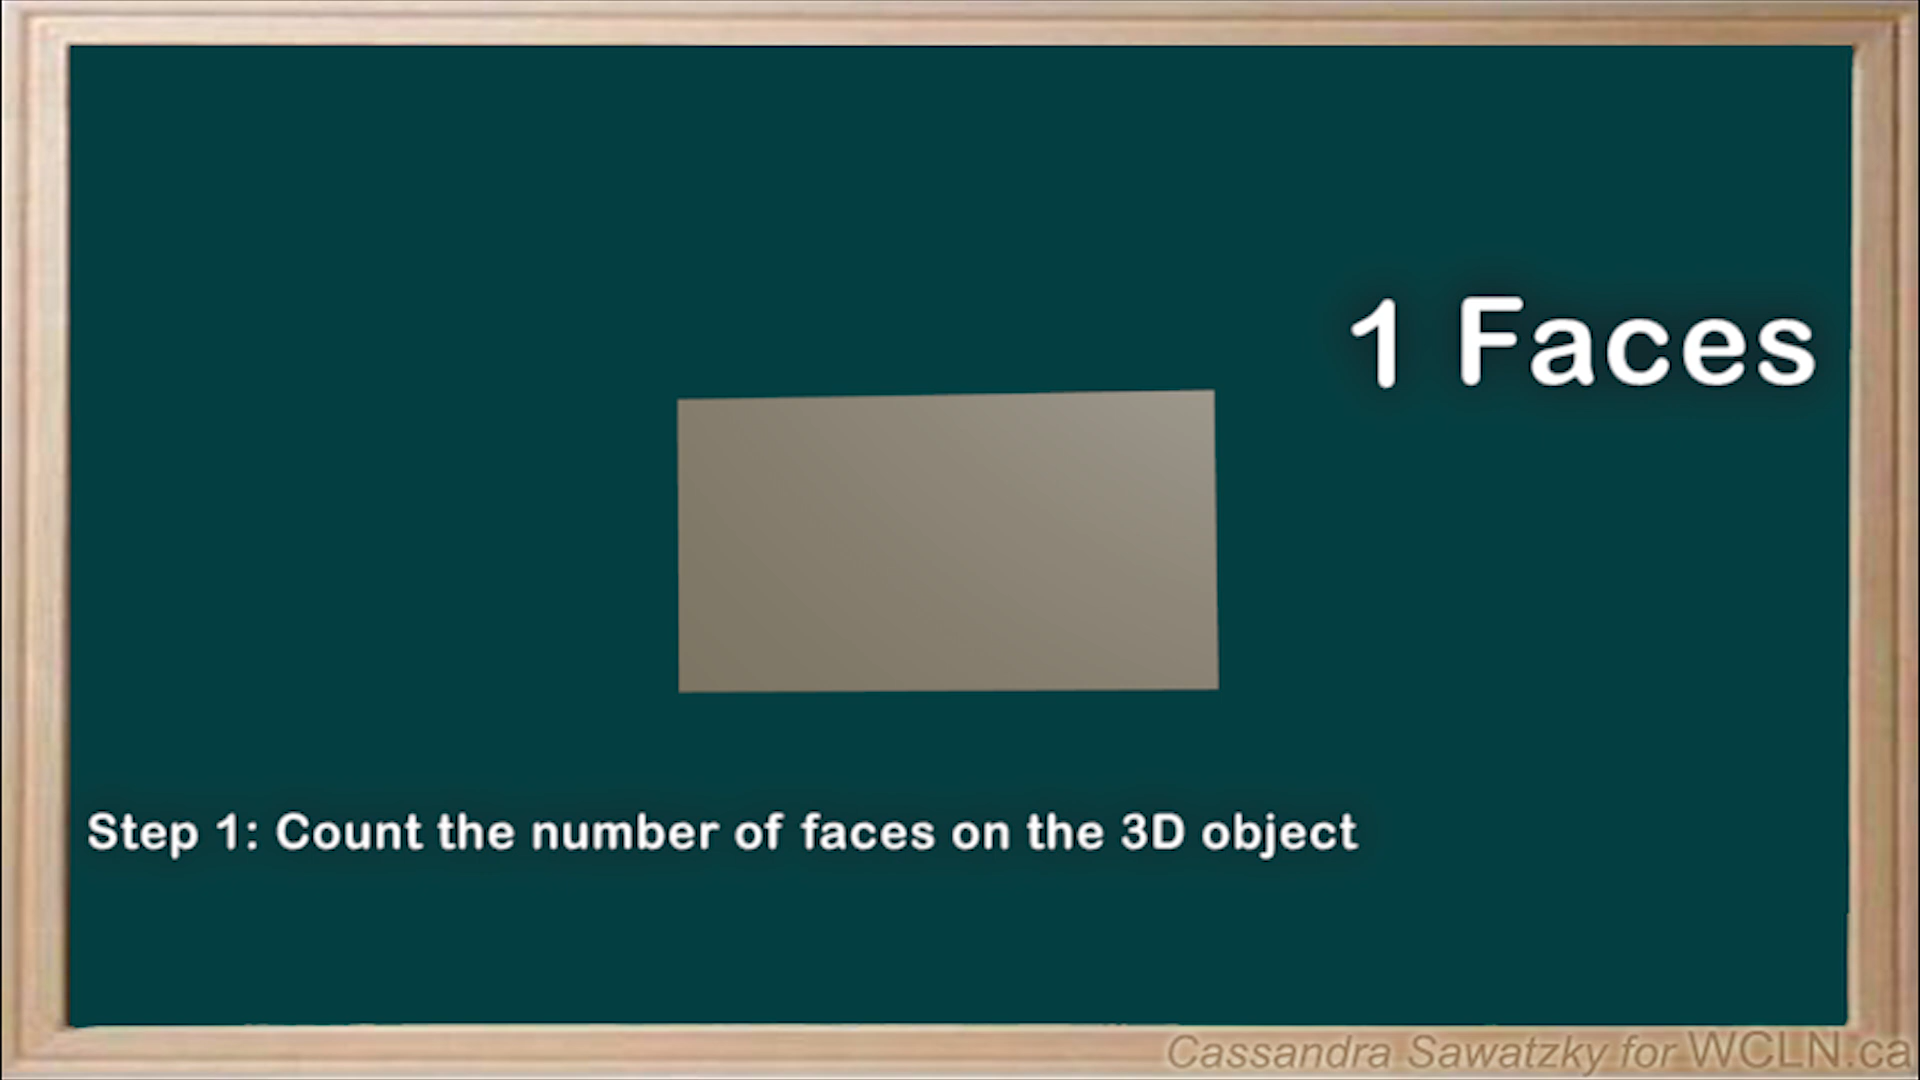 1 Faces
Step 1: Count the number of faces on the 3D object
Cassandra Sawatzky for WCLN.ca